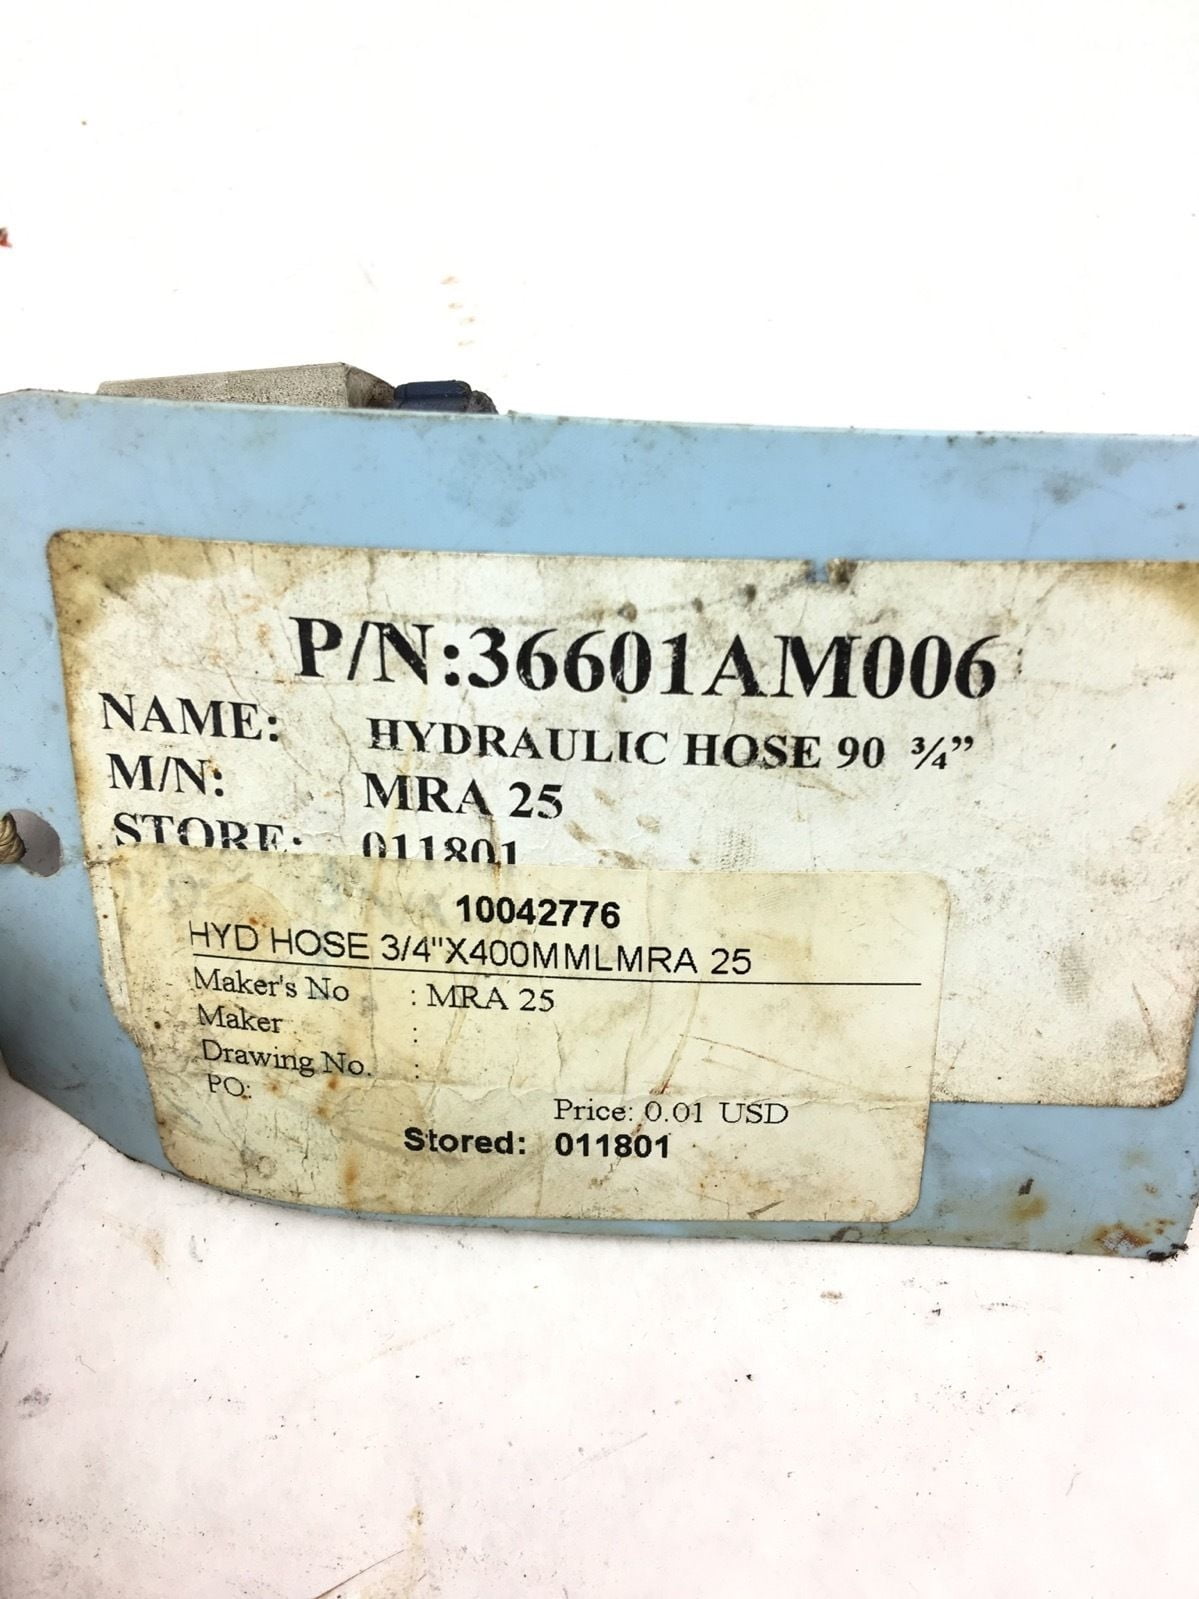 P/N:36601AM006
NAME: HYDRAULIC HOSE 90 ¾”
M/N: MRA 25
STORE: 011801
10042776
HYD HOSE 3/4"X400MMLMRA 25
Maker's No : MRA 25
Maker :
Drawing No. :
PO:
Price: 0.01 USD
Stored: 011801